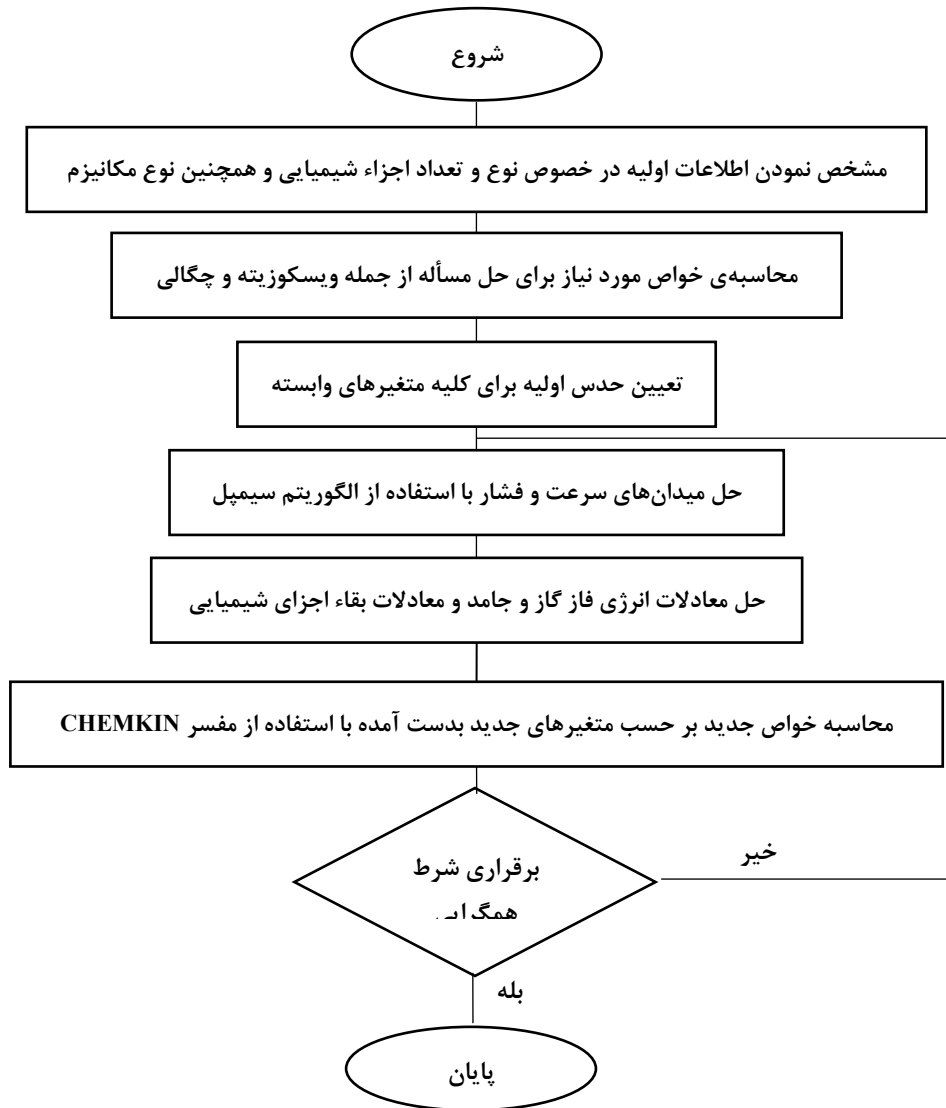 شروع
مشخص نمودن اطلاعات اولیه در خصوص نوع و تعداد اجزاء شیمیایی و همچنین نوع مکانیزم
محاسبه‌ی خواص مورد نیاز برای حل مسأله از جمله ویسکوزیته و چگالی
تعیین حدس اولیه برای کلیه متغیرهای وابسته
حل میدان‌های سرعت و فشار با استفاده از الگوریتم سیمپل
حل معادلات انرژی فاز گاز و جامد و معادلات بقاء اجزای شیمیایی
محاسبه خواص جدید بر حسب متغیرهای جدید بدست آمده با استفاده از مفسر CHEMKIN
برقراری شرط
همگرایی
خیر
بله
پایان